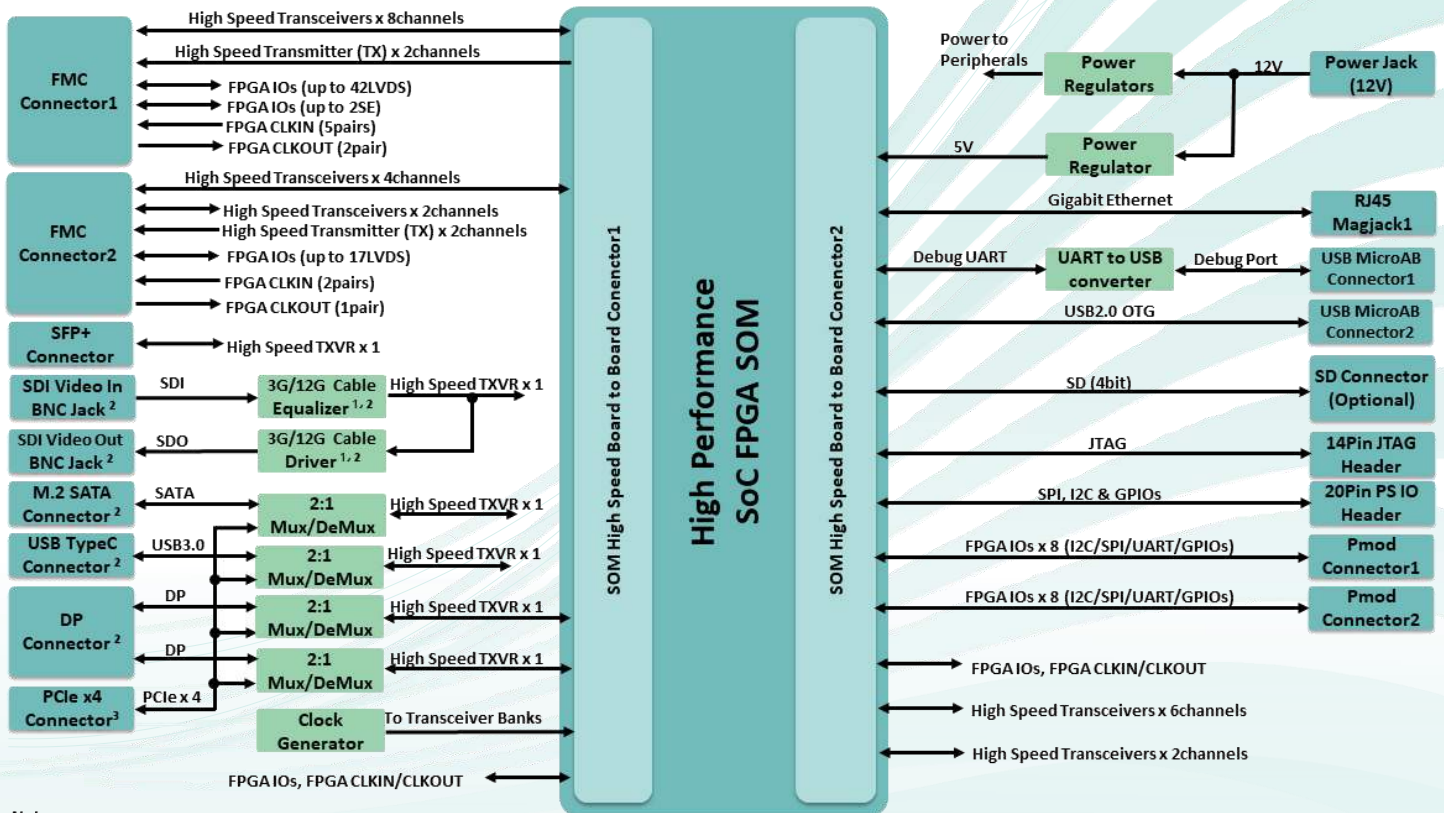 High Speed Transceivers x 8channels
High Speed Transmitter (TX) x 2channels
FMC
Connector1
FPGA IOs (up to 42LVDS)
FPGA IOs (up to 2SE)
FPGA CLKIN (5pairs)
FPGA CLKOUT (2pair)
High Speed Transceivers x 4channels
High Speed Transceivers x 2channels
High Speed Transmitter (TX) x 2channels
FMC
Connector2
FPGA IOs (up to 17LVDS)
FPGA CLKIN (2pairs)
FPGA CLKOUT (1pair)
SFP+
Connector
High Speed TXVR x 1
SDI Video In
BNC Jack 2
SDI
3G/12G Cable
Equalizer 1, 2
High Speed TXVR x 1
SDI Video Out
BNC Jack 2
SDO
3G/12G Cable
Driver 1, 2
M.2 SATA
Connector 2
SATA
2:1
Mux/DeMux
High Speed TXVR x 1
USB TypeC
Connector 2
USB3.0
2:1
Mux/DeMux
High Speed TXVR x 1
DP
Connector 2
DP
2:1
Mux/DeMux
High Speed TXVR x 1
DP
2:1
Mux/DeMux
High Speed TXVR x 1
PCIe x4
Connector3
PCIe x 4
Clock
Generator
To Transceiver Banks
FPGA IOs, FPGA CLKIN/CLKOUT
SOM High Speed Board to Board Conenctor1
High Performance
SoC FPGA SOM
SOM High Speed Board to Board Conenctor2
Power to
Peripherals
Power
Regulators
12V
Power Jack
(12V)
5V
Power
Regulator
Gigabit Ethernet
RJ45
Magjack1
Debug UART
UART to USB
converter
Debug Port
USB MicroAB
Connector1
USB2.0 OTG
USB MicroAB
Connector2
SD (4bit)
SD Connector
(Optional)
JTAG
14Pin JTAG
Header
SPI, I2C & GPIOs
20Pin PS IO
Header
FPGA IOs x 8 (I2C/SPI/UART/GPIOs)
Pmod
Connector1
FPGA IOs x 8 (I2C/SPI/UART/GPIOs)
Pmod
Connector2
FPGA IOs, FPGA CLKIN/CLKOUT
High Speed Transceivers x 6channels
High Speed Transceivers x 2channels